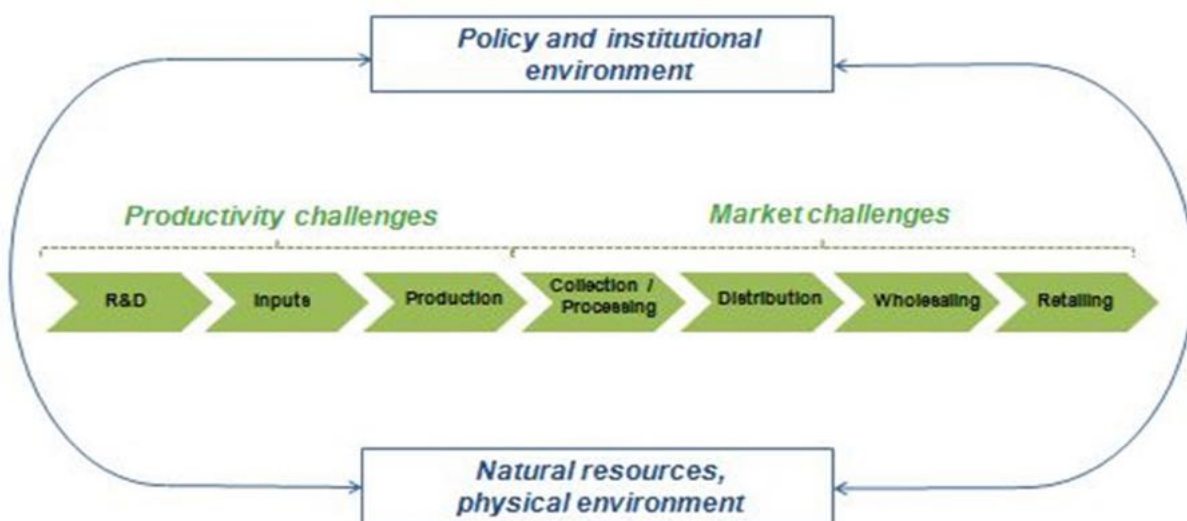 Policy and institutional
environment
Productivity challenges
Market challenges
R&D
Inputs
Production
Collection /
Processing
Distribution
Wholesaling
Retailing
Natural resources,
physical environment